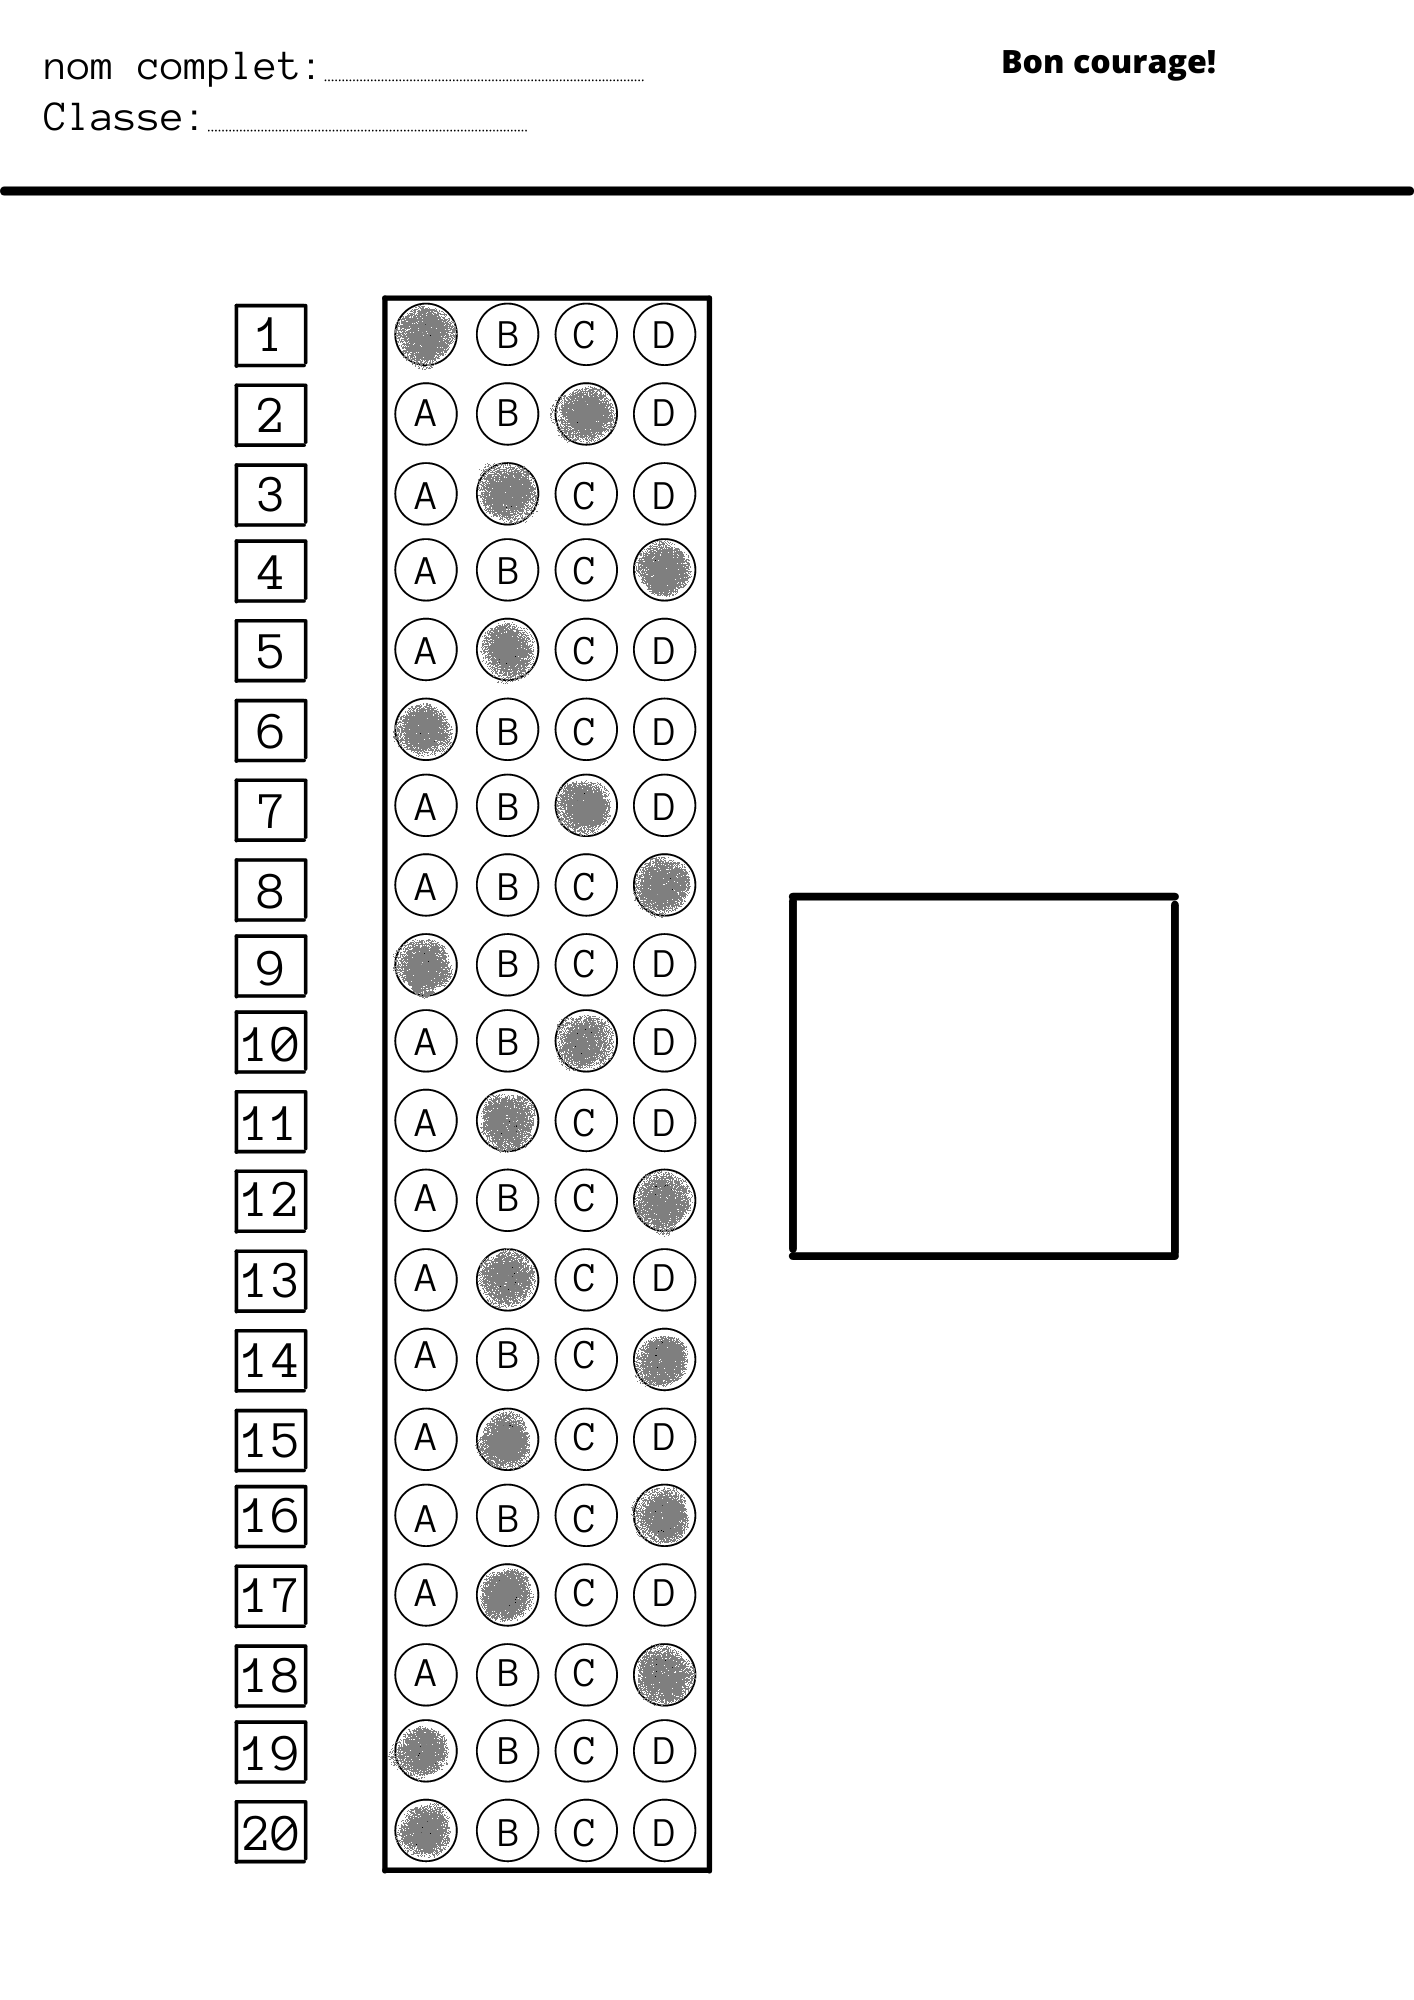 nom complet:
Bon courage!
Classe:
1 B C D
2 A B D
3 A C D
4 A B C
5 A C D
6 B C D
7 A B D
8 A B C
9 B C D
10 A B D
11 A C D
12 A B C
13 A C D
14 A B C
15 A C D
16 A B C
17 A C D
18 A B C
19 B C D
20 B C D